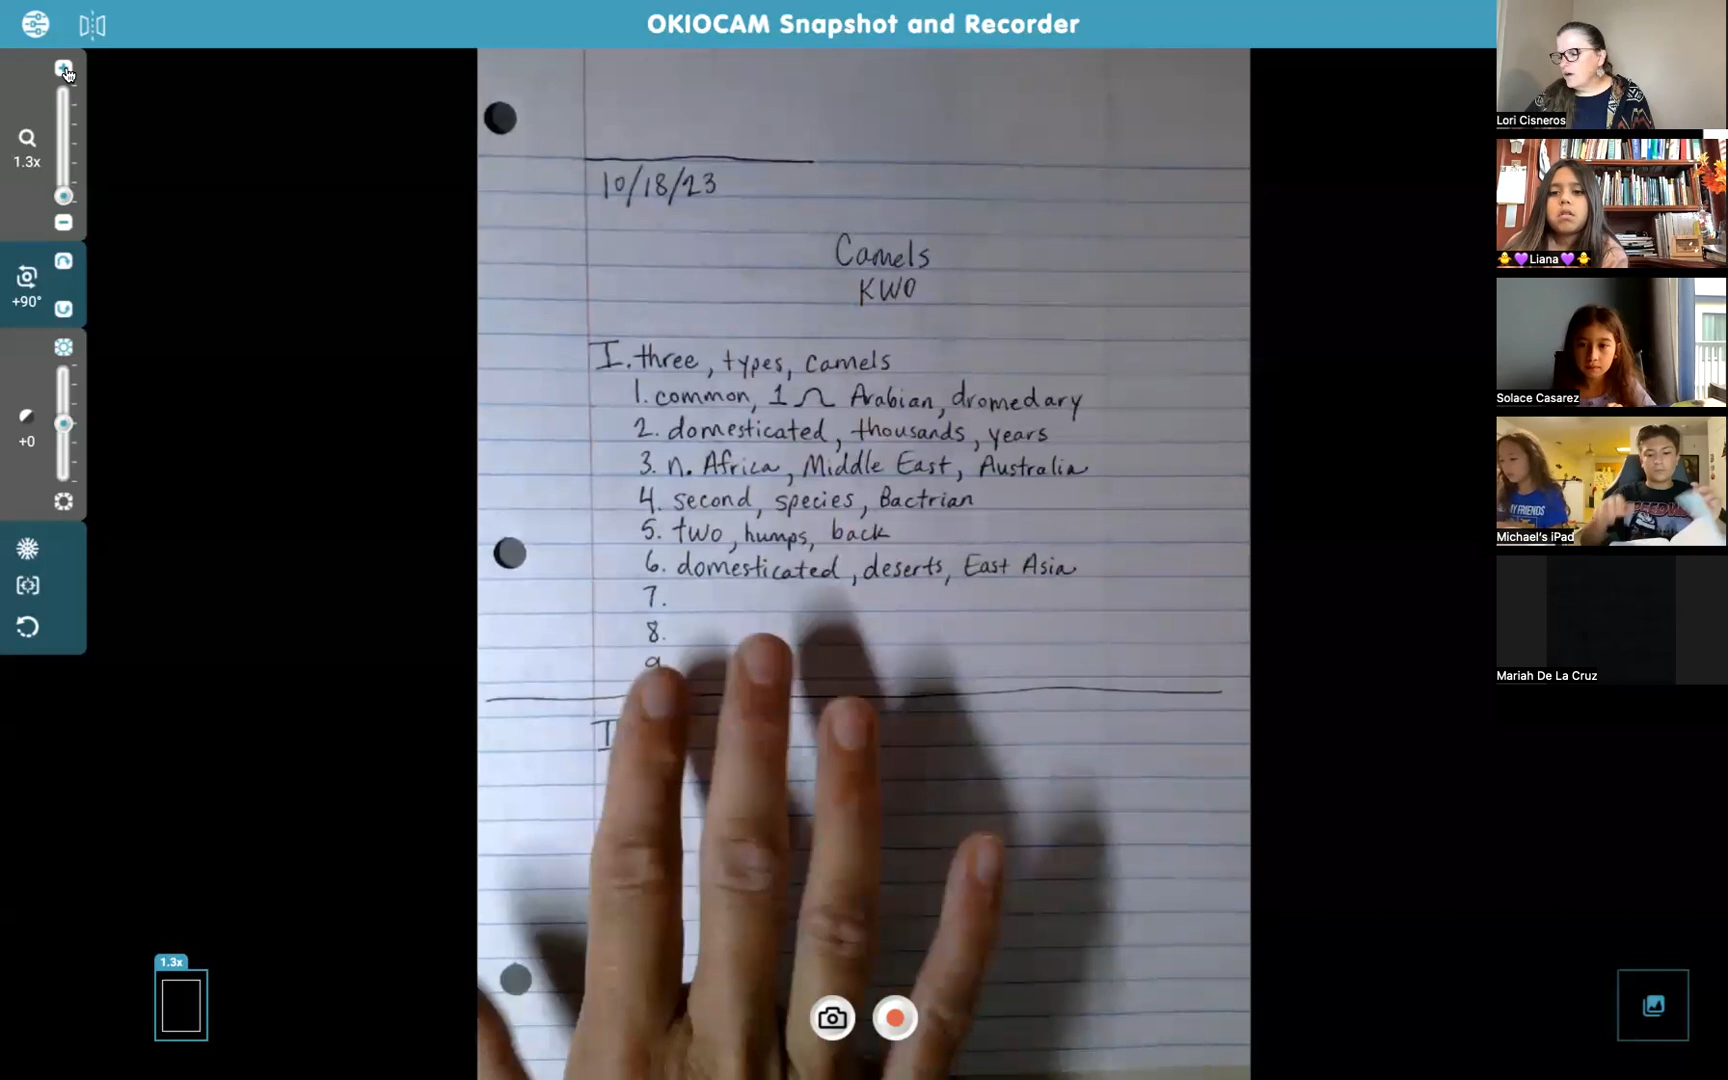 OKIOCAM Snapshot and Recorder
1.3x
+90°
+0
1.3x
10/18/23
Camels
KWO
I. three, types, camels
1. common, 1 Arabian, dromedary
2. domesticated, thousands, years
3. n. Africa, Middle East, Australia
4. second, species, Bactrian
5. two, humps, back
6. domesticated, deserts, East Asia
7.
8.
9
Lori Cisneros
🐥💜Liana💜🐥
Solace Casarez
Y FRIENDS
SPEEDW
Michael's iPad
Mariah De La Cruz